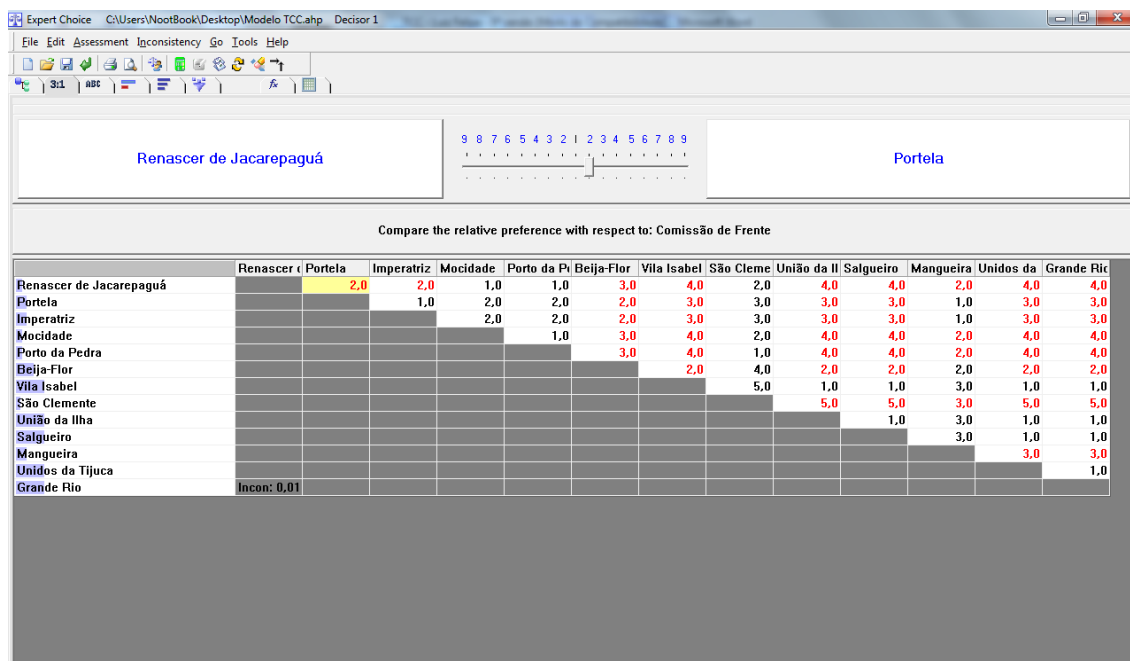 Expert Choice C:\Users\NootBook\Desktop\Modelo TCC.ahp Decisor 1
File Edit Assessment Inconsistency Go Tools Help
3:1 ABC fx
9 8 7 6 5 4 3 2 1 2 3 4 5 6 7 8 9
Renascer de Jacarepaguá Portela
Compare the relative preference with respect to: Comissão de Frente
Renascer Portela Imperatriz Mocidade Porto da P Beija-Flor Vila Isabel São Cleme União da Il Salgueiro Mangueira Unidos da Grande Ric
Renascer de Jacarepaguá 2,0 2,0 1,0 1,0 3,0 4,0 2,0 4,0 4,0 2,0 4,0 4,0
Portela 1,0 2,0 2,0 2,0 3,0 3,0 3,0 3,0 1,0 3,0 3,0
Imperatriz 2,0 2,0 2,0 3,0 3,0 3,0 3,0 1,0 3,0 3,0
Mocidade 1,0 3,0 4,0 2,0 4,0 4,0 2,0 4,0 4,0
Porto da Pedra 3,0 4,0 1,0 4,0 4,0 2,0 4,0 4,0
Beija-Flor 2,0 4,0 2,0 2,0 2,0 2,0 2,0
Vila Isabel 5,0 1,0 1,0 3,0 1,0 1,0
São Clemente 5,0 5,0 3,0 5,0 5,0
União da Ilha 1,0 3,0 1,0 1,0
Salgueiro 3,0 1,0 1,0
Mangueira 3,0 3,0
Unidos da Tijuca 1,0
Grande Rio Incon: 0,01